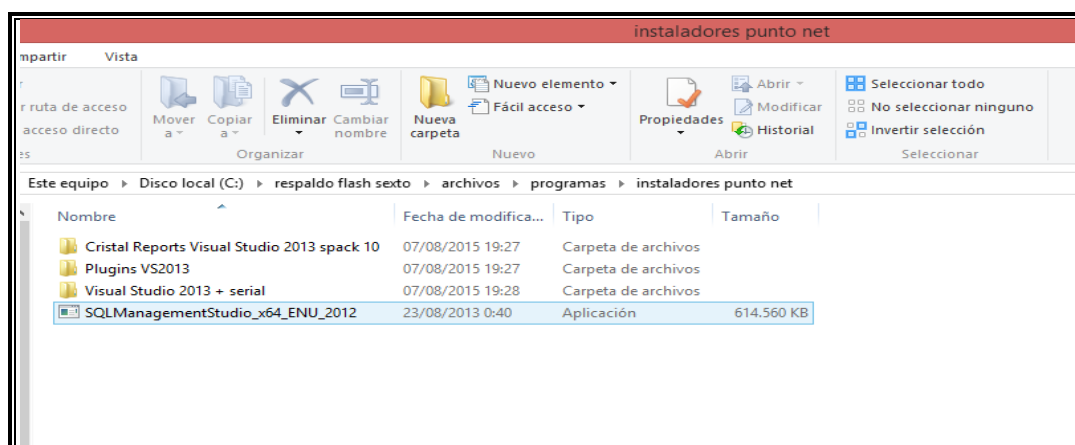 instaladores punto net
mpartir Vista
r ruta de acceso
acceso directo
Mover a
Copiar a
Eliminar
Cambiar nombre
Organizar
Nueva carpeta
Nuevo elemento
Fácil acceso
Nuevo
Propiedades
Abrir
Modificar
Historial
Abrir
Seleccionar todo
No seleccionar ninguno
Invertir selección
Seleccionar
Este equipo Disco local (C:) respaldo flash sexto archivos programas instaladores punto net
Nombre Fecha de modifica... Tipo Tamaño
Cristal Reports Visual Studio 2013 spack 10 07/08/2015 19:27 Carpeta de archivos
Plugins VS2013 07/08/2015 19:27 Carpeta de archivos
Visual Studio 2013 + serial 07/08/2015 19:28 Carpeta de archivos
SQLManagementStudio_x64_ENU_2012 23/08/2013 0:40 Aplicación 614.560 KB